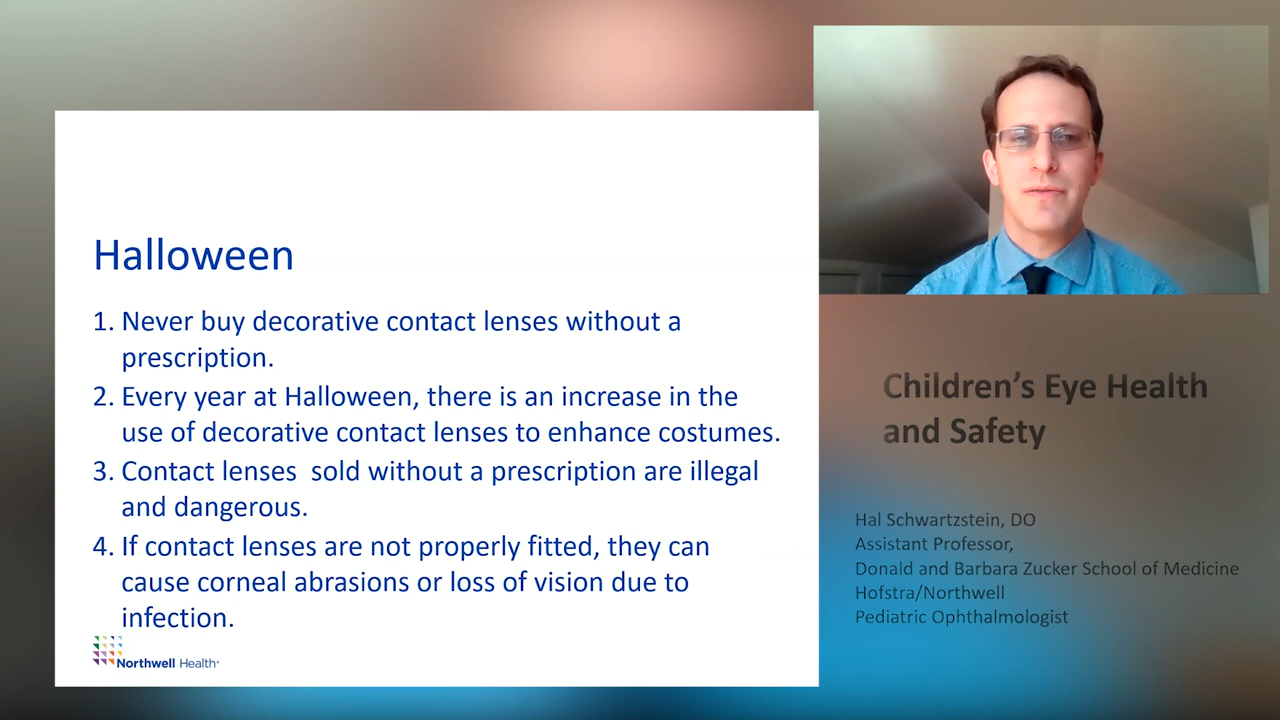 Halloween
1. Never buy decorative contact lenses without a
prescription.
2. Every year at Halloween, there is an increase in the
use of decorative contact lenses to enhance costumes.
3. Contact lenses  sold without a prescription are illegal
and dangerous.
4. If contact lenses are not properly fitted, they can
cause corneal abrasions or loss of vision due to
infection.
Northwell Health
Children’s Eye Health
and Safety
Hal Schwartzstein, DO
Assistant Professor,
Donald and Barbara Zucker School of Medicine
Hofstra/Northwell
Pediatric Ophthalmologist